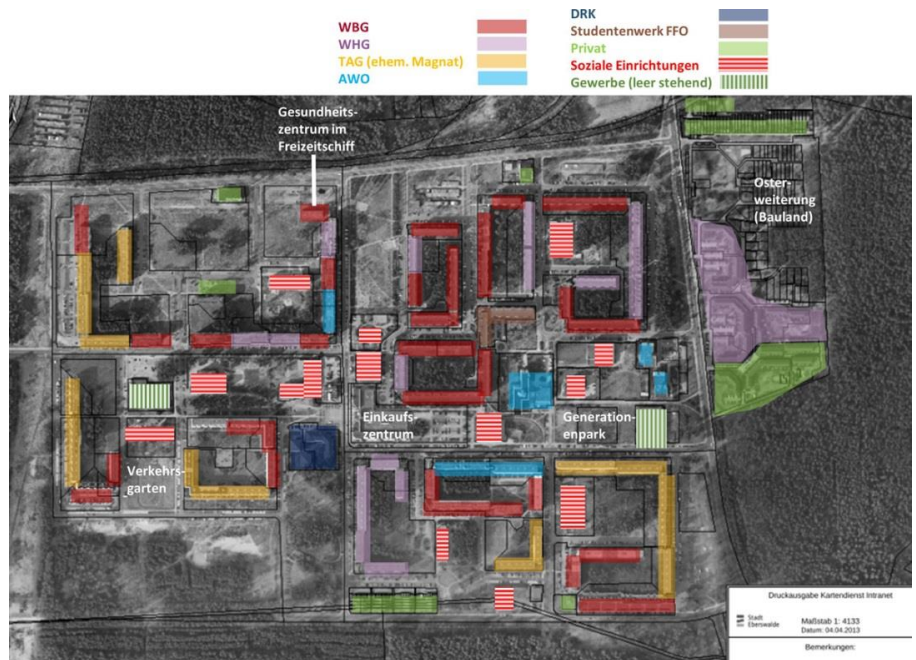 WBG
WHG
TAG (ehem. Magnat)
AWO
DRK
Studentenwerk FFO
Privat
Soziale Einrichtungen
Gewerbe (leer stehend)
Gesundheits-
zentrum im
Freizeitschiff
Oster-
weiterung
(Bauland)
Einkaufs-
zentrum
Generation-
enpark
Verkehrs-
garten
Druckausgabe Kartendienst Intranet
Stadt
Eberswalde
Maßstab 1: 4133
Datum: 04.04.2013
Bemerkungen: